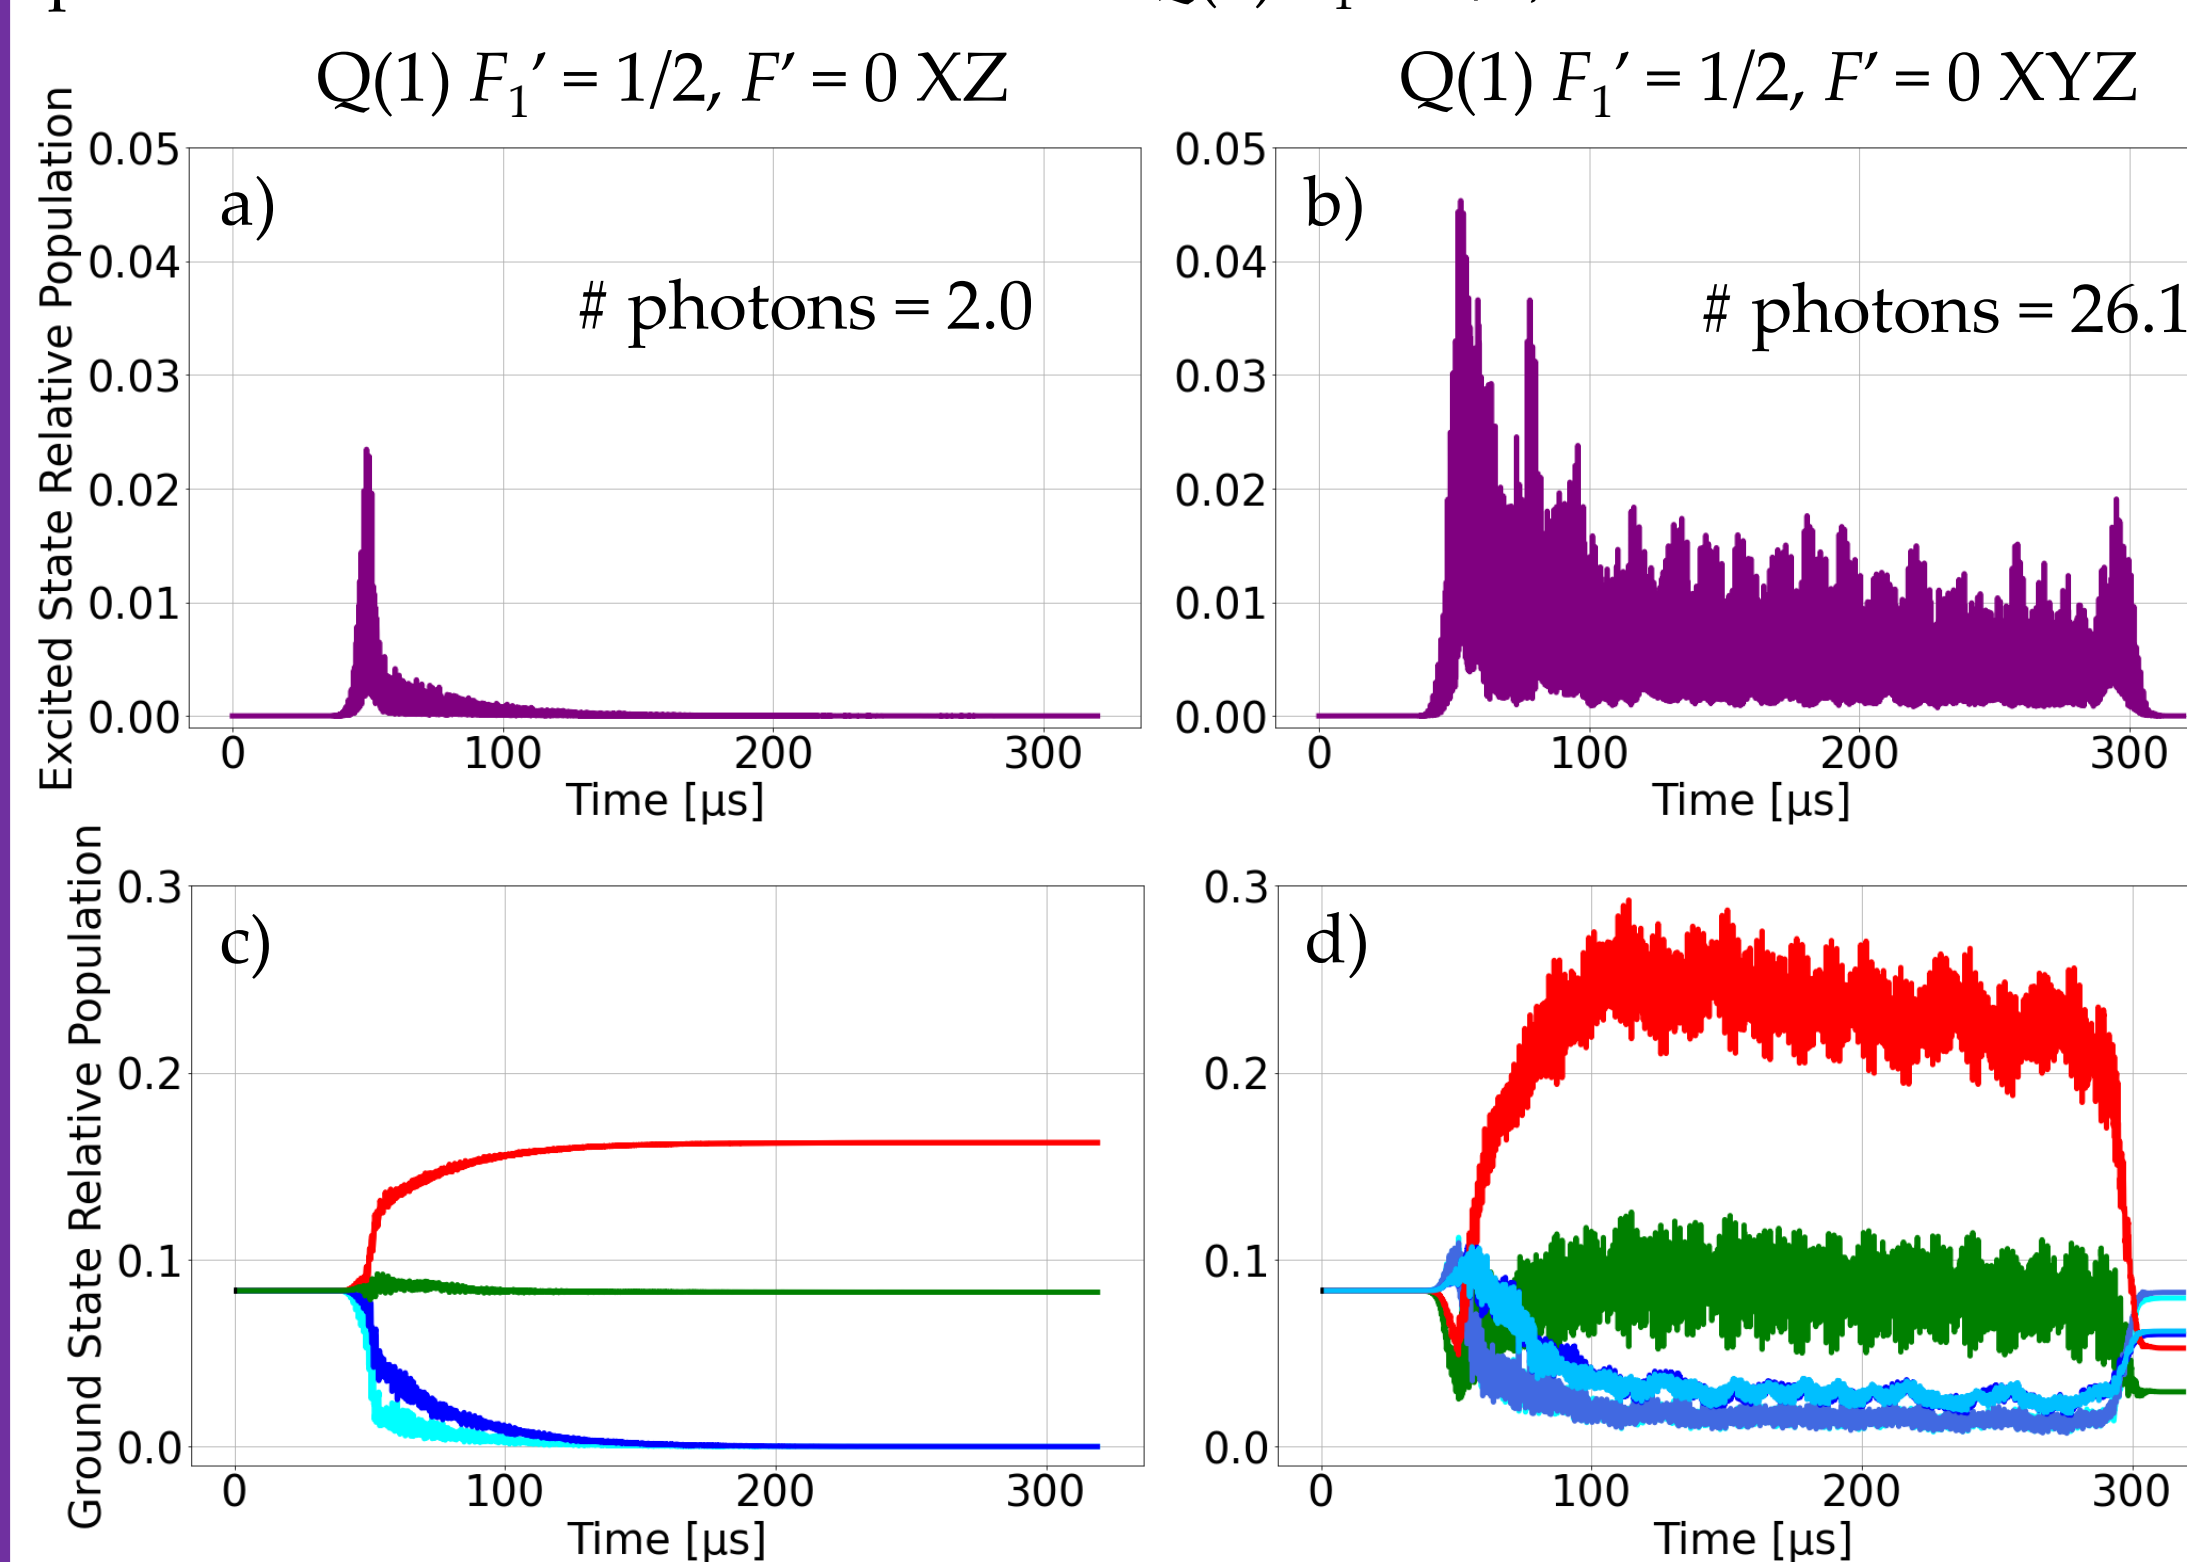 Q(1) F₁’ = 1/2, F’ = 0 XZ
Q(1) F₁’ = 1/2, F’ = 0 XYZ
Excited State Relative Population
0.05
0.04
0.03
0.02
0.01
0.00
a)
# photons = 2.0
0 100 200 300
Time [µs]
0.05
0.04
0.03
0.02
0.01
0.00
b)
# photons = 26.1
0 100 200 300
Time [µs]
Ground State Relative Population
0.3
0.2
0.1
0.0
c)
0 100 200 300
Time [µs]
0.3
0.2
0.1
0.0
d)
0 100 200 300
Time [µs]